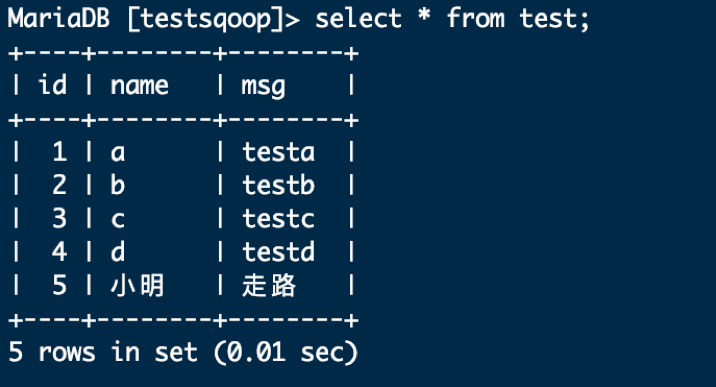 MariaDB [testsqoop]> select * from test;
+----+--------+--------+
| id | name   | msg    |
+----+--------+--------+
|  1 | a      | testa  |
|  2 | b      | testb  |
|  3 | c      | testc  |
|  4 | d      | testd  |
|  5 | 小明   | 走路   |
+----+--------+--------+
5 rows in set (0.01 sec)